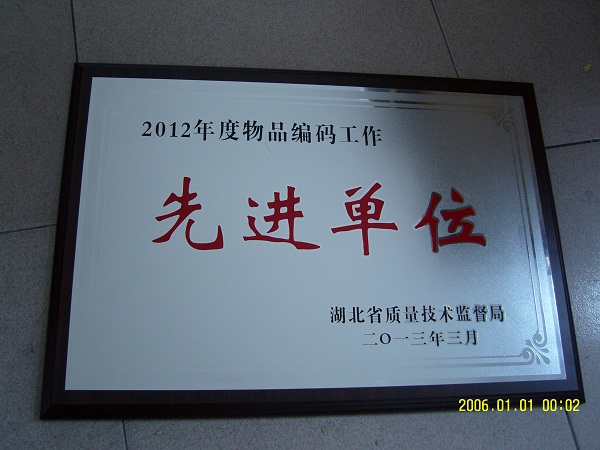 2012年度物品编码工作
先进单位
湖北省质量技术监督局
二〇一三年三月
2006.01.01 00:02